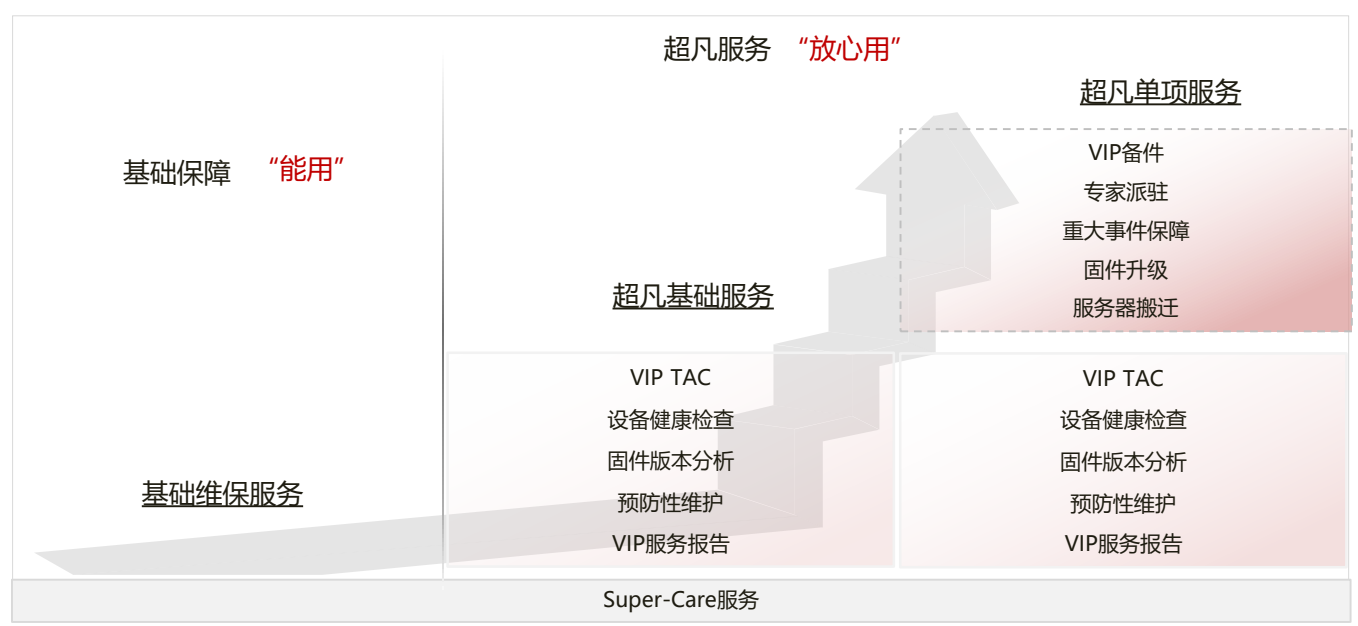 超凡服务 “放心用”
基础保障 “能用”
超凡单项服务
VIP备件
专家派驻
重大事件保障
固件升级
服务器搬迁
超凡基础服务
VIP TAC
设备健康检查
固件版本分析
预防性维护
VIP服务报告
VIP TAC
设备健康检查
固件版本分析
预防性维护
VIP服务报告
基础维保服务
Super-Care服务